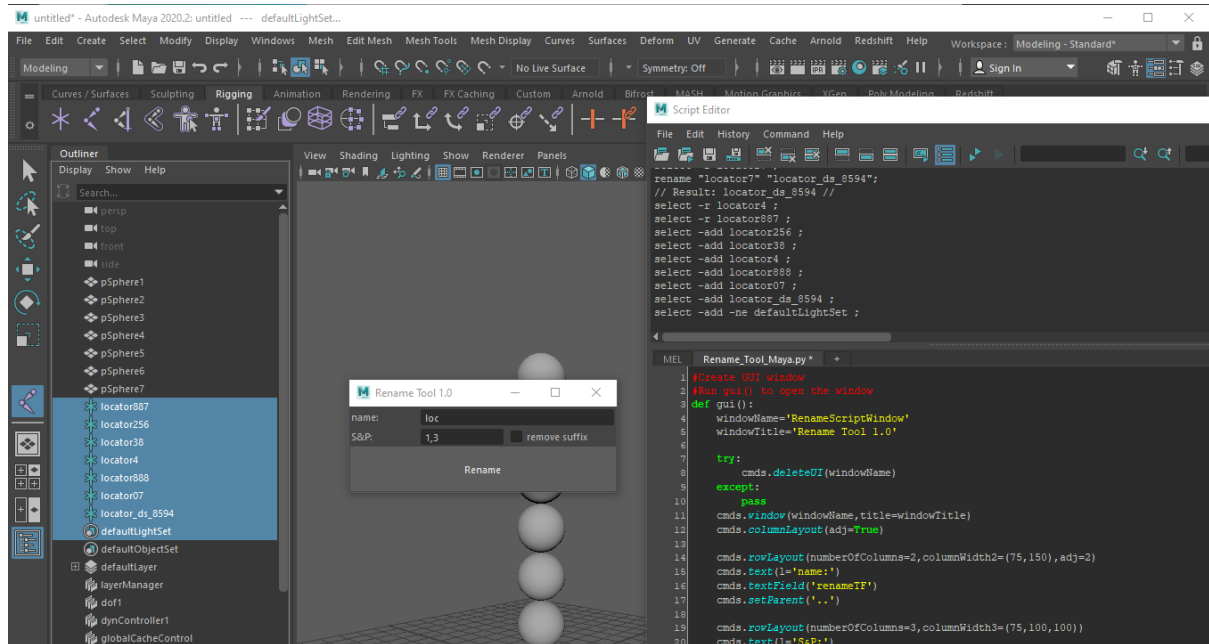 untitled* - Autodesk Maya 2020.2: untitled --- defaultLightSet...
File Edit Create Select Modify Display Windows Mesh Edit Mesh Mesh Tools Mesh Display Curves Surfaces Deform UV Generate Cache Arnold Redshift Help Workspace: Modeling - Standard*
Modeling No Live Surface Symmetry: Off Sign In
Curves / Surfaces Sculpting Rigging Animation Rendering FX FX Caching Custom Arnold Bifrost MASH Motion Graphics XGen Poly Modeling Redshift
Outliner
Display Show Help
Search...
persp
top
front
side
pSphere1
pSphere2
pSphere3
pSphere4
pSphere5
pSphere6
pSphere7
locator887
locator256
locator38
locator4
locator888
locator07
locator_ds_8594
defaultLightSet
defaultObjectSet
defaultLayer
layerManager
dof1
dynController1
globalCacheControl
View Shading Lighting Show Renderer Panels
Rename Tool 1.0
name: loc
S&P: 1,3 remove suffix
Rename
Script Editor
File Edit History Command Help
rename "locator7" "locator_ds_8594";
// Result: locator_ds_8594 //
select -r locator4 ;
select -r locator887 ;
select -add locator256 ;
select -add locator38 ;
select -add locator4 ;
select -add locator888 ;
select -add locator07 ;
select -add locator_ds_8594 ;
select -add -ne defaultLightSet ;
MEL Rename_Tool_Maya.py * +
1 #Create GUI window
2 #Run gui() to open the window
3 def gui():
4 windowName='RenameScriptWindow'
5 windowTitle='Rename Tool 1.0'
6
7 try:
8 cmds.deleteUI(windowName)
9 except:
10 pass
11 cmds.window(windowName,title=windowTitle)
12 cmds.columnLayout(adj=True)
13
14 cmds.rowLayout(numberOfColumns=2,columnWidth2=(75,150),adj=2)
15 cmds.text(l='name:')
16 cmds.textField('renameTF')
17 cmds.setParent('..')
18
19 cmds.rowLayout(numberOfColumns=3,columnWidth3=(75,100,100))
20 cmds.text(l='S&P:')